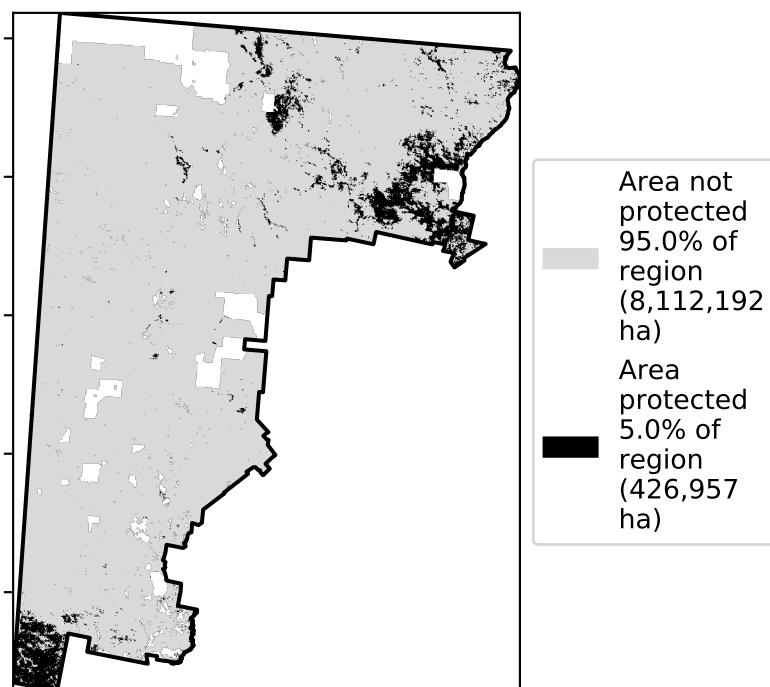 Area not
protected
95.0% of
region
(8,112,192
ha)
Area
protected
5.0% of
region
(426,957
ha)